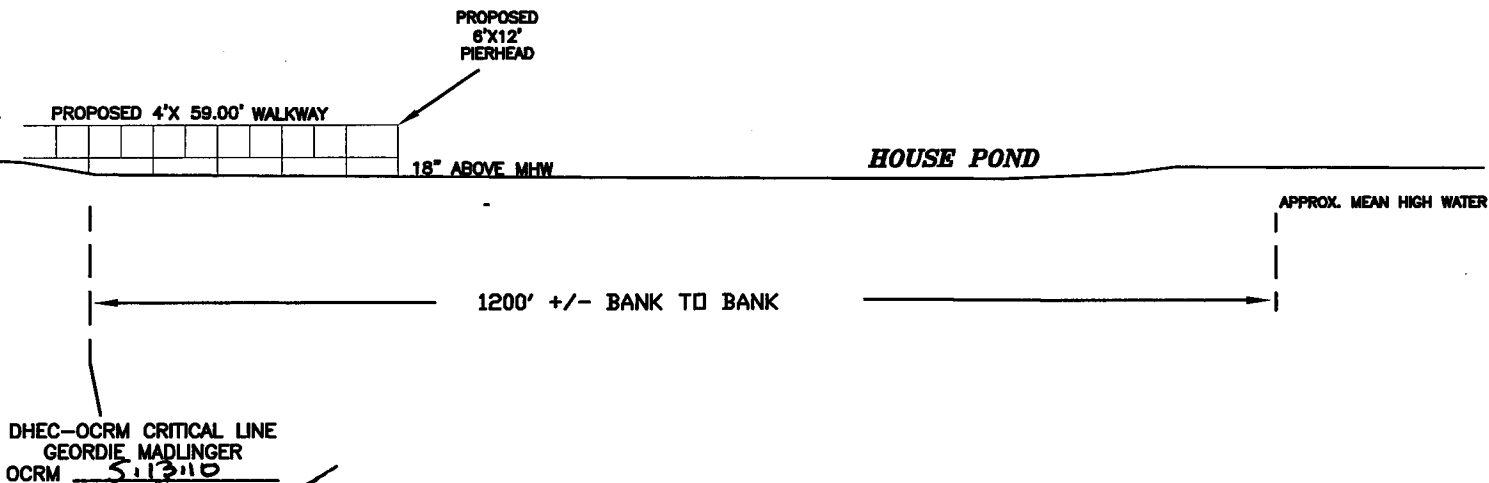 PROPOSED
6'X12'
PIERHEAD
PROPOSED 4'X 59.00' WALKWAY
18" ABOVE MHW
HOUSE POND
APPROX. MEAN HIGH WATER
1200' +/- BANK TO BANK
DHEC-OCRM CRITICAL LINE
GEORDIE MADLINGER
OCRM 5.13.10